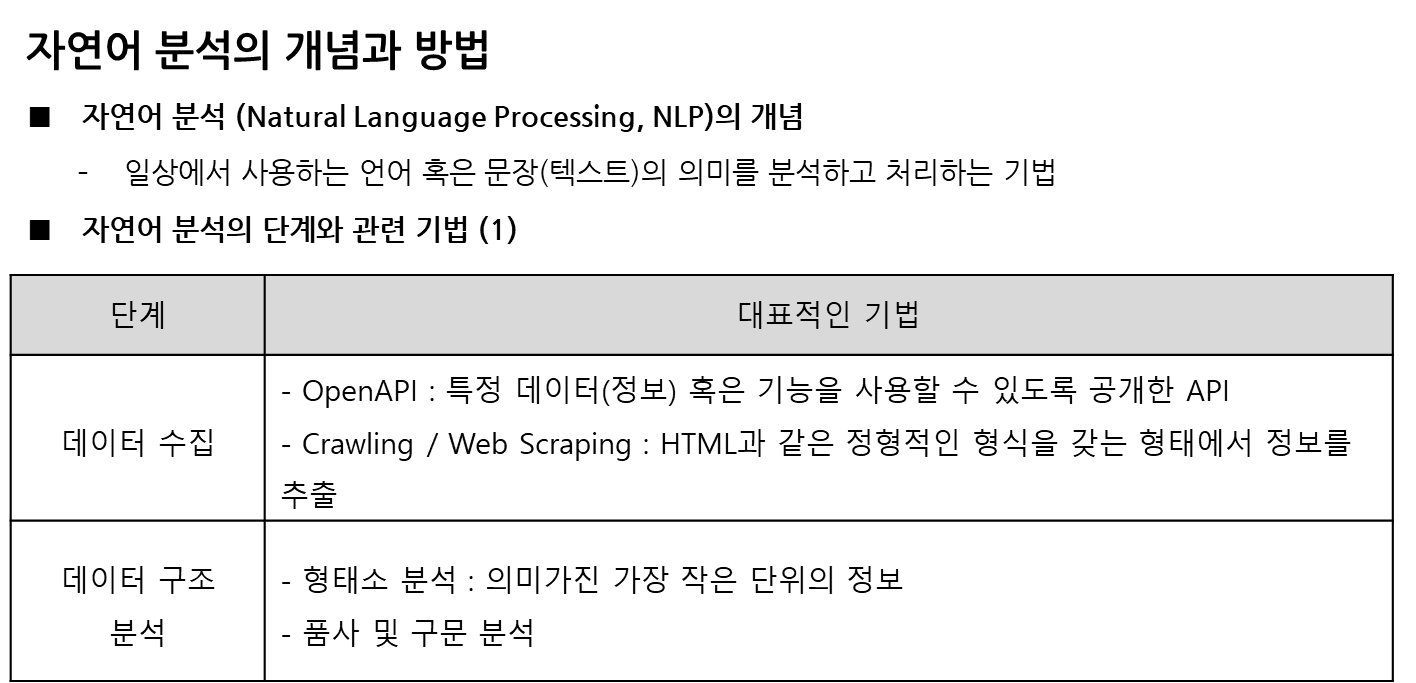 자연어 분석의 개념과 방법
■ 자연어 분석 (Natural Language Processing, NLP)의 개념
- 일상에서 사용하는 언어 혹은 문장(텍스트)의 의미를 분석하고 처리하는 기법
■ 자연어 분석의 단계와 관련 기법 (1)
단계
대표적인 기법
데이터 수집
- OpenAPI : 특정 데이터(정보) 혹은 기능을 사용할 수 있도록 공개한 API
- Crawling / Web Scraping : HTML과 같은 정형적인 형식을 갖는 형태에서 정보를
추출
데이터 구조
분석
- 형태소 분석 : 의미가진 가장 작은 단위의 정보
- 품사 및 구문 분석